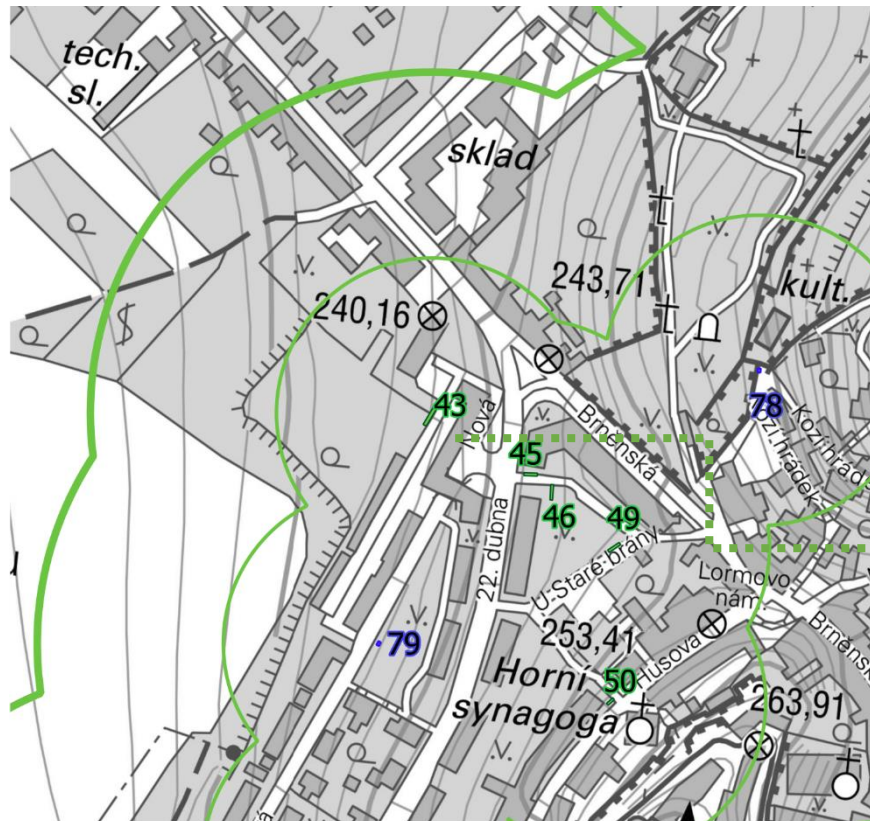 tech.
sl.
sklad
243,71
kult.
240,16
43
78
Nová
Brněnská
Kozí hrádek
45
46
49
22. dubna
U Staré brány
Lormovo
nám.
79
253,41
Husova
50
Horní
synagoga
263,91